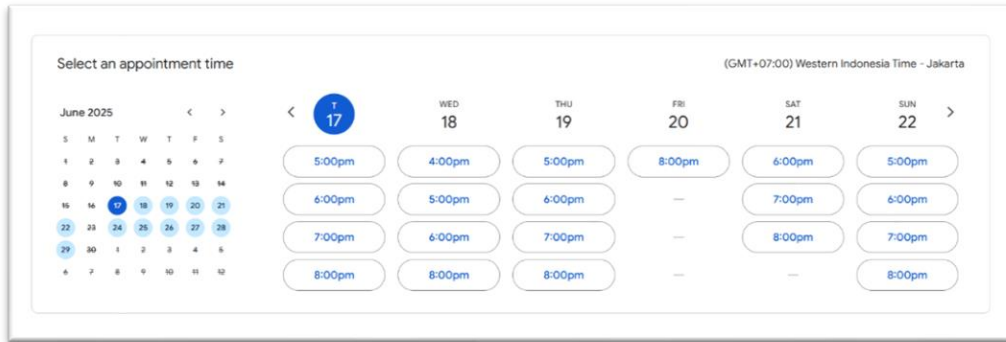 Select an appointment time
(GMT+07:00) Western Indonesia Time - Jakarta
June 2025 < >
S M T W T F S
1 2 3 4 5 6 7
8 9 10 11 12 13 14
15 16 17 18 19 20 21
22 23 24 25 26 27 28
29 30 1 2 3 4 5
6 7 8 9 10 11 12
T WED THU FRI SAT SUN
17 18 19 20 21 22
5:00pm 4:00pm 5:00pm 8:00pm 6:00pm 5:00pm
6:00pm 5:00pm 6:00pm — 7:00pm 6:00pm
7:00pm 6:00pm 7:00pm — 8:00pm 7:00pm
8:00pm 8:00pm 8:00pm — — 8:00pm